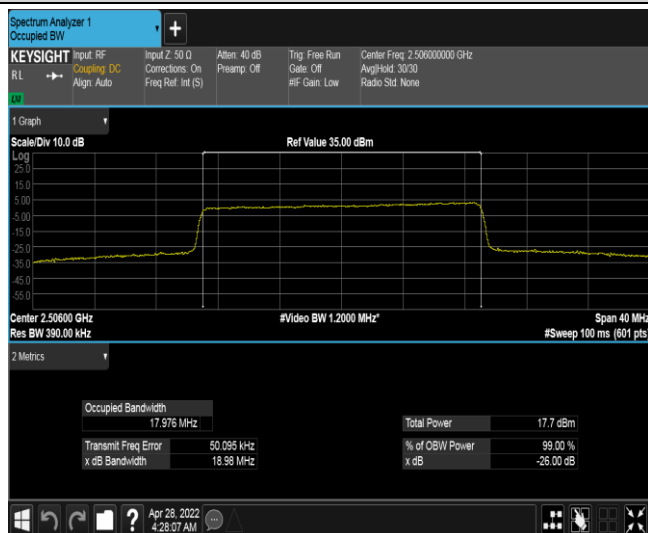 Spectrum Analyzer 1
Occupied BW
+
KEYSIGHT
R L
LM
Input: RF
Coupling: DC
Align: Auto
Input Z: 50 Ω
Corrections: On
Freq Ref: Int (S)
Atten: 40 dB
Preamp: Off
Trig: Free Run
Gate: Off
#IF Gain: Low
Center Freq: 2.506000000 GHz
Avg|Hold: 30/30
Radio Std: None
1 Graph
Scale/Div 10.0 dB
Ref Value 35.00 dBm
Log
25.0
15.0
5.00
-5.00
-15.0
-25.0
-35.0
-45.0
-55.0
Center 2.50600 GHz
#Video BW 1.2000 MHz*
Span 40 MHz
Res BW 390.00 kHz
#Sweep 100 ms (601 pts)
2 Metrics
Occupied Bandwidth
17.976 MHz
Total Power 17.7 dBm
Transmit Freq Error 50.095 kHz
% of OBW Power 99.00 %
x dB Bandwidth 18.98 MHz
x dB -26.00 dB
?
Apr 28, 2022
4:28:07 AM